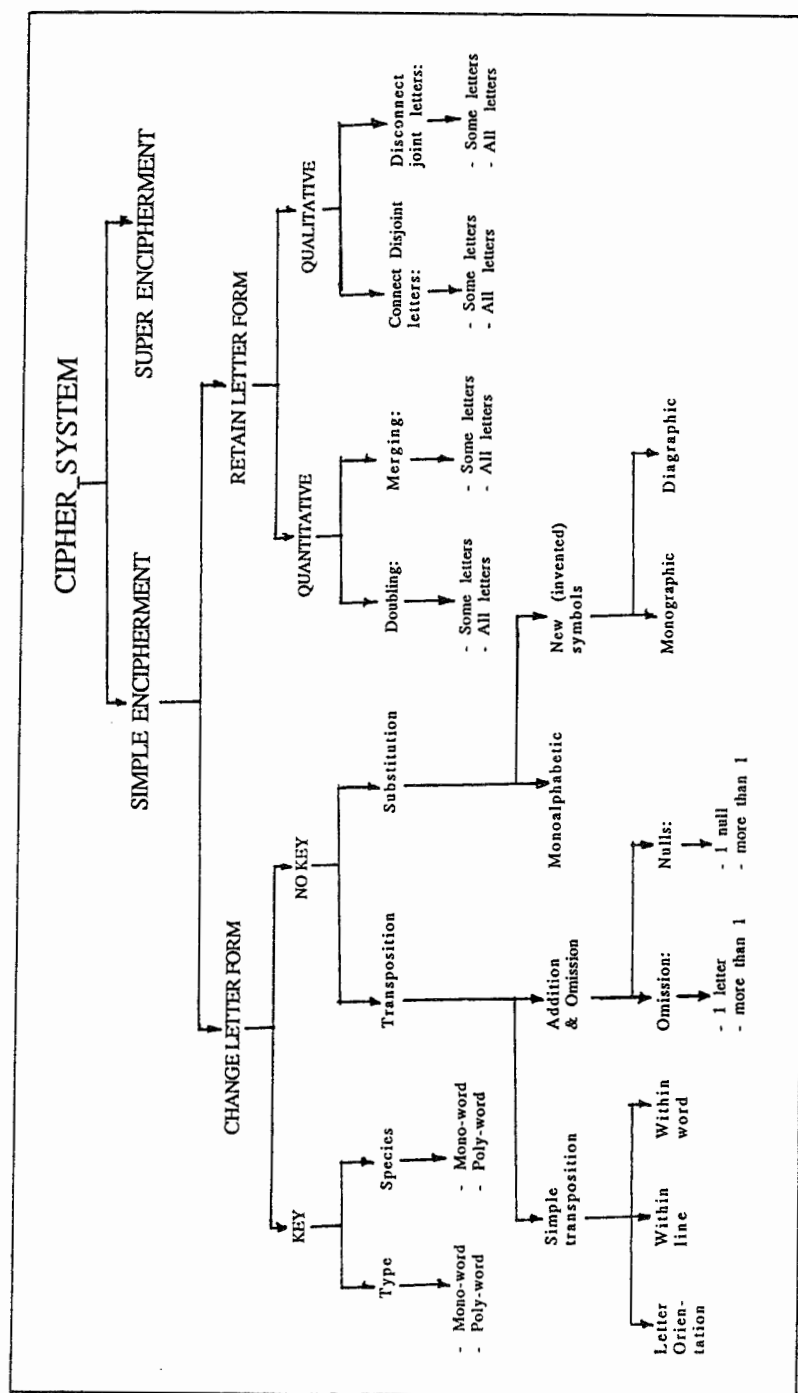 CIPHER SYSTEM
SIMPLE ENCIPHERMENT
SUPER ENCIPHERMENT
CHANGE LETTER FORM
RETAIN LETTER FORM
KEY
NO KEY
QUANTITATIVE
QUALITATIVE
Type
Species
Transposition
Substitution
Doubling:
Merging:
Connect Disjoint
letters:
Disconnect
joint letters:
- Mono-word
- Poly-word
- Mono-word
- Poly-word
- Some letters
- All letters
- Some letters
- All letters
- Some letters
- All letters
- Some letters
- All letters
Simple
transposition
Addition
& Omission
Monoalphabetic
New (invented)
symbols
Letter
Orien-
tation
Within
line
Within
word
Omission:
Nulls:
Monographic
Diagraphic
- 1 letter
- more than 1
- 1 null
- more than 1